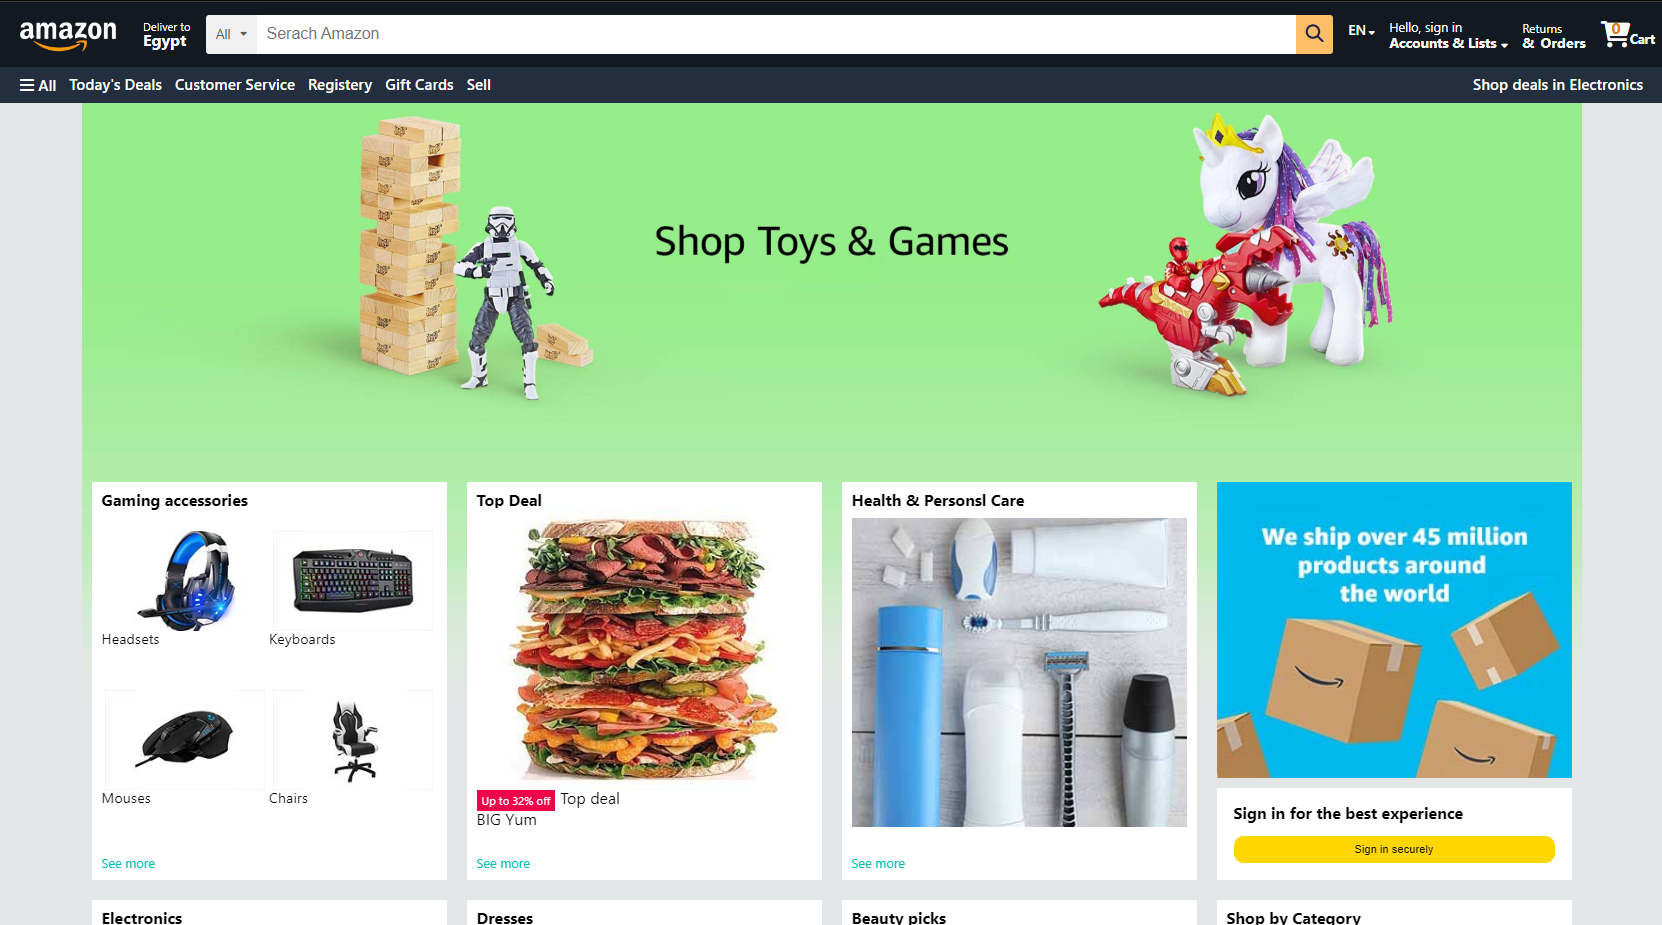 amazon
Deliver to
Egypt
All
Serach Amazon
EN
Hello, sign in
Accounts & Lists
Returns
& Orders
0
Cart
All
Today's Deals
Customer Service
Registery
Gift Cards
Sell
Shop deals in Electronics
Shop Toys & Games
Gaming accessories
Headsets
Keyboards
Mouses
Chairs
See more
Top Deal
Up to 32% off Top deal
BIG Yum
See more
Health & Personsl Care
See more
We ship over 45 million
products around
the world
Sign in for the best experience
Sign in securely
Electronics
Dresses
Beauty picks
Shop by Category